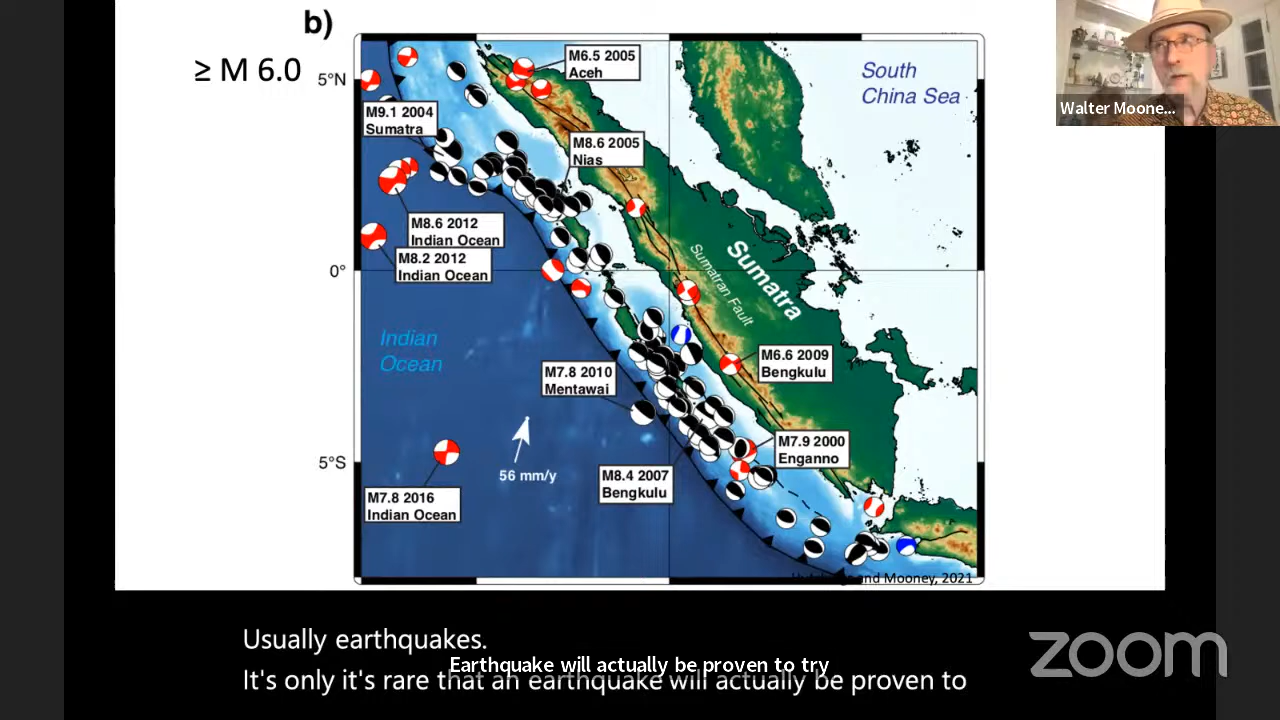 b)
≥ M 6.0
5°N
0°
5°S
M6.5 2005
Aceh
South
China Sea
M9.1 2004
Sumatra
M8.6 2005
Nias
M8.6 2012
Indian Ocean
M8.2 2012
Indian Ocean
Sumatra
Sumatran Fault
Indian
Ocean
M7.8 2010
Mentawai
M6.6 2009
Bengkulu
M7.9 2000
Enganno
56 mm/y
M8.4 2007
Bengkulu
M7.8 2016
Indian Ocean
and Mooney, 2021
Walter Moone...
Usually earthquakes.
Earthquake will actually be proven to try
It's only it's rare that an earthquake will actually be proven to
zoom